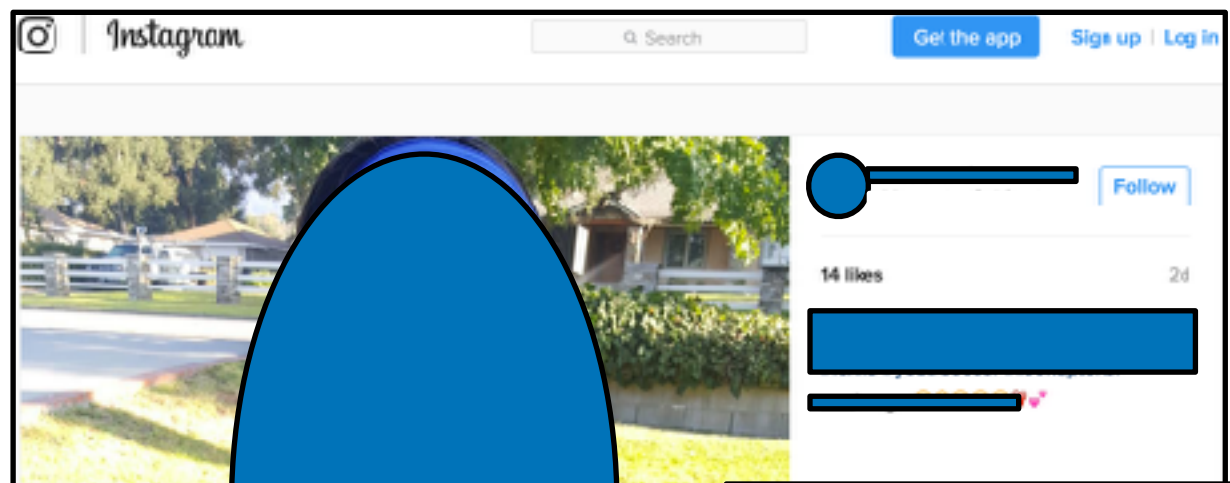 Instagram
Search
Get the app
Sign up | Log in
Follow
14 likes
2d